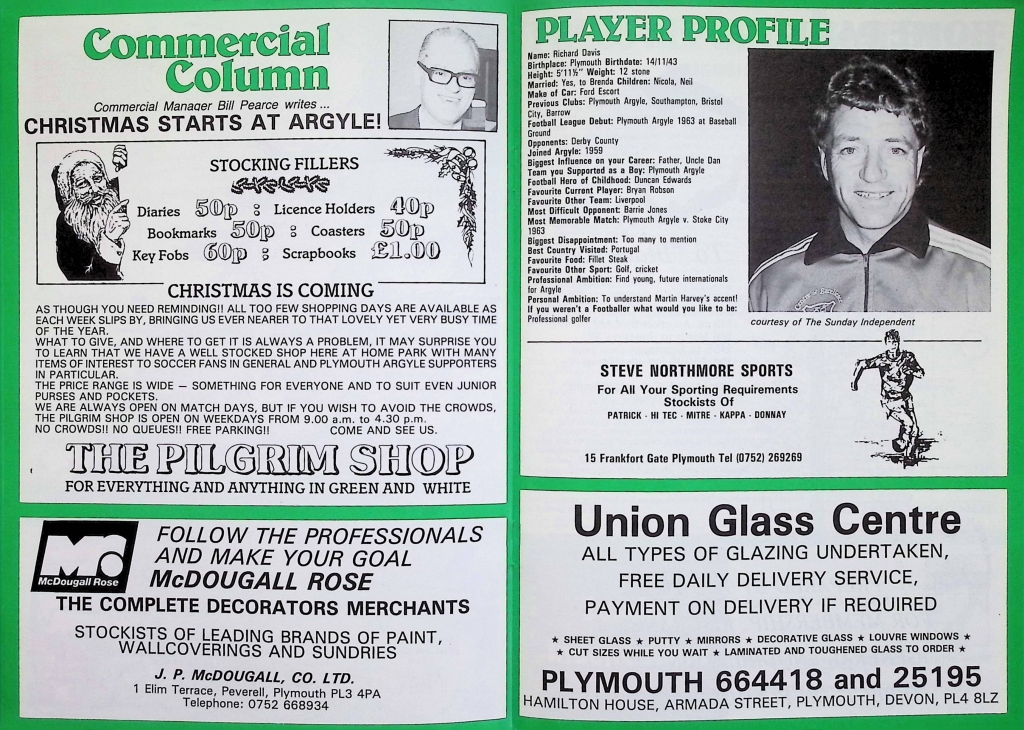 Commercial
Column
Commercial Manager Bill Pearce writes ...
CHRISTMAS STARTS AT ARGYLE!
STOCKING FILLERS
Diaries 50p : Licence Holders 40p
Bookmarks 50p : Coasters 50p
Key Fobs 60p : Scrapbooks £1.00
CHRISTMAS IS COMING
AS THOUGH YOU NEED REMINDING!! ALL TOO FEW SHOPPING DAYS ARE AVAILABLE AS
EACH WEEK SLIPS BY, BRINGING US EVER NEARER TO THAT LOVELY YET VERY BUSY TIME
OF THE YEAR.
WHAT TO GIVE, AND WHERE TO GET IT IS ALWAYS A PROBLEM, IT MAY SURPRISE YOU
TO LEARN THAT WE HAVE A WELL STOCKED SHOP HERE AT HOME PARK WITH MANY
ITEMS OF INTEREST TO SOCCER FANS IN GENERAL AND PLYMOUTH ARGYLE SUPPORTERS
IN PARTICULAR.
THE PRICE RANGE IS WIDE — SOMETHING FOR EVERYONE AND TO SUIT EVEN JUNIOR
PURSES AND POCKETS.
WE ARE ALWAYS OPEN ON MATCH DAYS, BUT IF YOU WISH TO AVOID THE CROWDS,
THE PILGRIM SHOP IS OPEN ON WEEKDAYS FROM 9.00 a.m. to 4.30 p.m.
NO CROWDS!! NO QUEUES!! FREE PARKING!! COME AND SEE US.
THE PILGRIM SHOP
FOR EVERYTHING AND ANYTHING IN GREEN AND WHITE
McDougall Rose
FOLLOW THE PROFESSIONALS
AND MAKE YOUR GOAL
McDOUGALL ROSE
THE COMPLETE DECORATORS MERCHANTS
STOCKISTS OF LEADING BRANDS OF PAINT,
WALLCOVERINGS AND SUNDRIES
J. P. McDOUGALL, CO. LTD.
1 Elim Terrace, Peverell, Plymouth PL3 4PA
Telephone: 0752 668934
PLAYER PROFILE
Name: Richard Davis
Birthplace: Plymouth Birthdate: 14/11/43
Height: 5'11½" Weight: 12 stone
Married: Yes, to Brenda Children: Nicola, Neil
Make of Car: Ford Escort
Previous Clubs: Plymouth Argyle, Southampton, Bristol
City, Barrow
Football League Debut: Plymouth Argyle 1963 at Baseball
Ground
Opponents: Derby County
Joined Argyle: 1959
Biggest Influence on your Career: Father, Uncle Dan
Team you Supported as a Boy: Plymouth Argyle
Football Hero of Childhood: Duncan Edwards
Favourite Current Player: Bryan Robson
Favourite Other Team: Liverpool
Most Difficult Opponent: Barrie Jones
Most Memorable Match: Plymouth Argyle v. Stoke City
1963
Biggest Disappointment: Too many to mention
Best Country Visited: Portugal
Favourite Food: Fillet Steak
Favourite Other Sport: Golf, cricket
Professional Ambition: Find young, future internationals
for Argyle
Personal Ambition: To understand Martin Harvey's accent!
If you weren't a Footballer what would you like to be:
Professional golfer
courtesy of The Sunday Independent
STEVE NORTHMORE SPORTS
For All Your Sporting Requirements
Stockists Of
PATRICK - HI TEC - MITRE - KAPPA - DONNAY
15 Frankfort Gate Plymouth Tel (0752) 269269
Union Glass Centre
ALL TYPES OF GLAZING UNDERTAKEN,
FREE DAILY DELIVERY SERVICE,
PAYMENT ON DELIVERY IF REQUIRED
★ SHEET GLASS ★ PUTTY ★ MIRRORS ★ DECORATIVE GLASS ★ LOUVRE WINDOWS ★
★ CUT SIZES WHILE YOU WAIT ★ LAMINATED AND TOUGHENED GLASS TO ORDER ★
PLYMOUTH 664418 and 25195
HAMILTON HOUSE, ARMADA STREET, PLYMOUTH, DEVON, PL4 8LZ